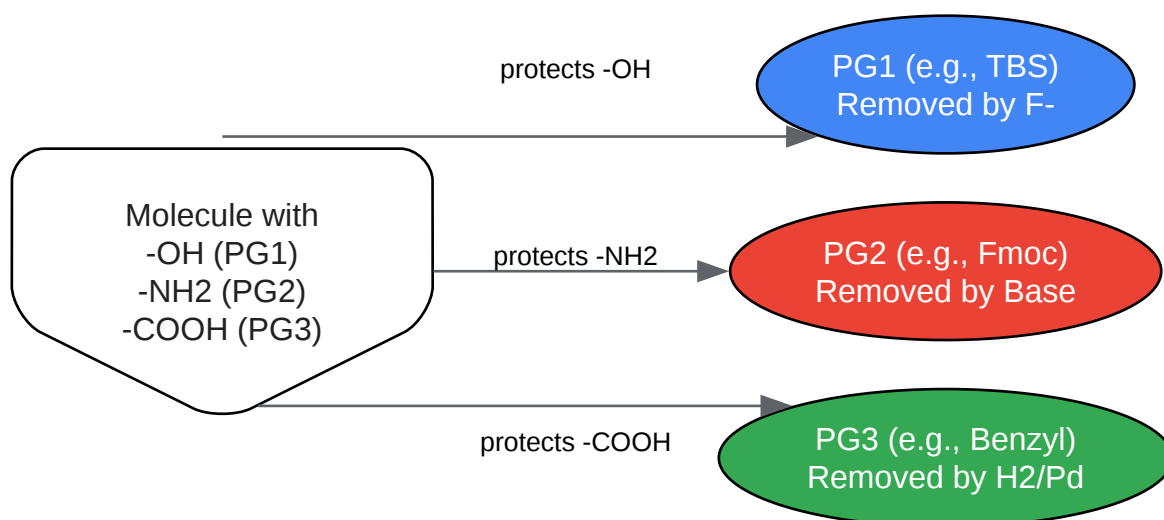 protects -OH
PG1 (e.g., TBS)
Removed by F-
Molecule with
-OH (PG1)
-NH2 (PG2)
-COOH (PG3)
protects -NH2
PG2 (e.g., Fmoc)
Removed by Base
protects -COOH
PG3 (e.g., Benzyl)
Removed by H2/Pd